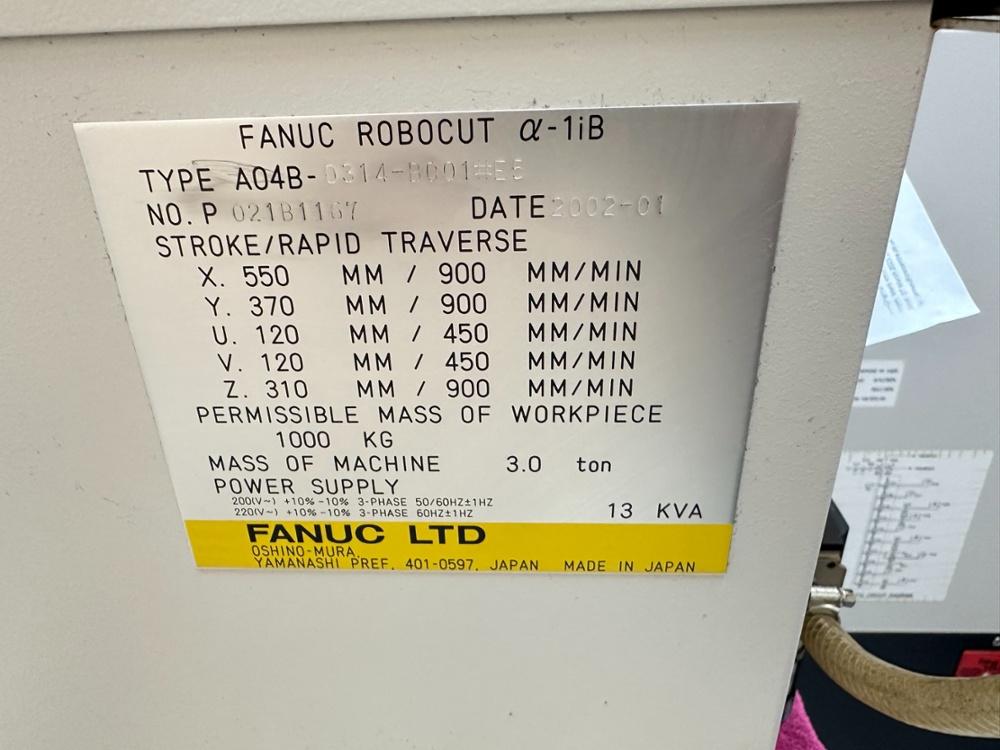 FANUC ROBOCUT α-1iB
TYPE A04B-0314-B001#E5
NO. P 021B1167 DATE 2002-01
STROKE/RAPID TRAVERSE
X. 550 MM / 900 MM/MIN
Y. 370 MM / 900 MM/MIN
U. 120 MM / 450 MM/MIN
V. 120 MM / 450 MM/MIN
Z. 310 MM / 900 MM/MIN
PERMISSIBLE MASS OF WORKPIECE
1000 KG
MASS OF MACHINE 3.0 ton
POWER SUPPLY
200(V~) +10% -10% 3-PHASE 50/60HZ±1HZ
220(V~) +10% -10% 3-PHASE 60HZ±1HZ 13 KVA
FANUC LTD
OSHINO-MURA,
YAMANASHI PREF. 401-0597, JAPAN MADE IN JAPAN